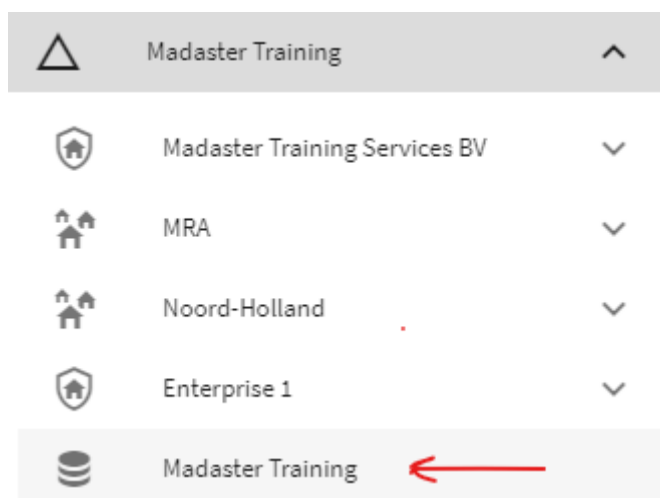 Madaster Training
Madaster Training Services BV
MRA
Noord-Holland
Enterprise 1
Madaster Training